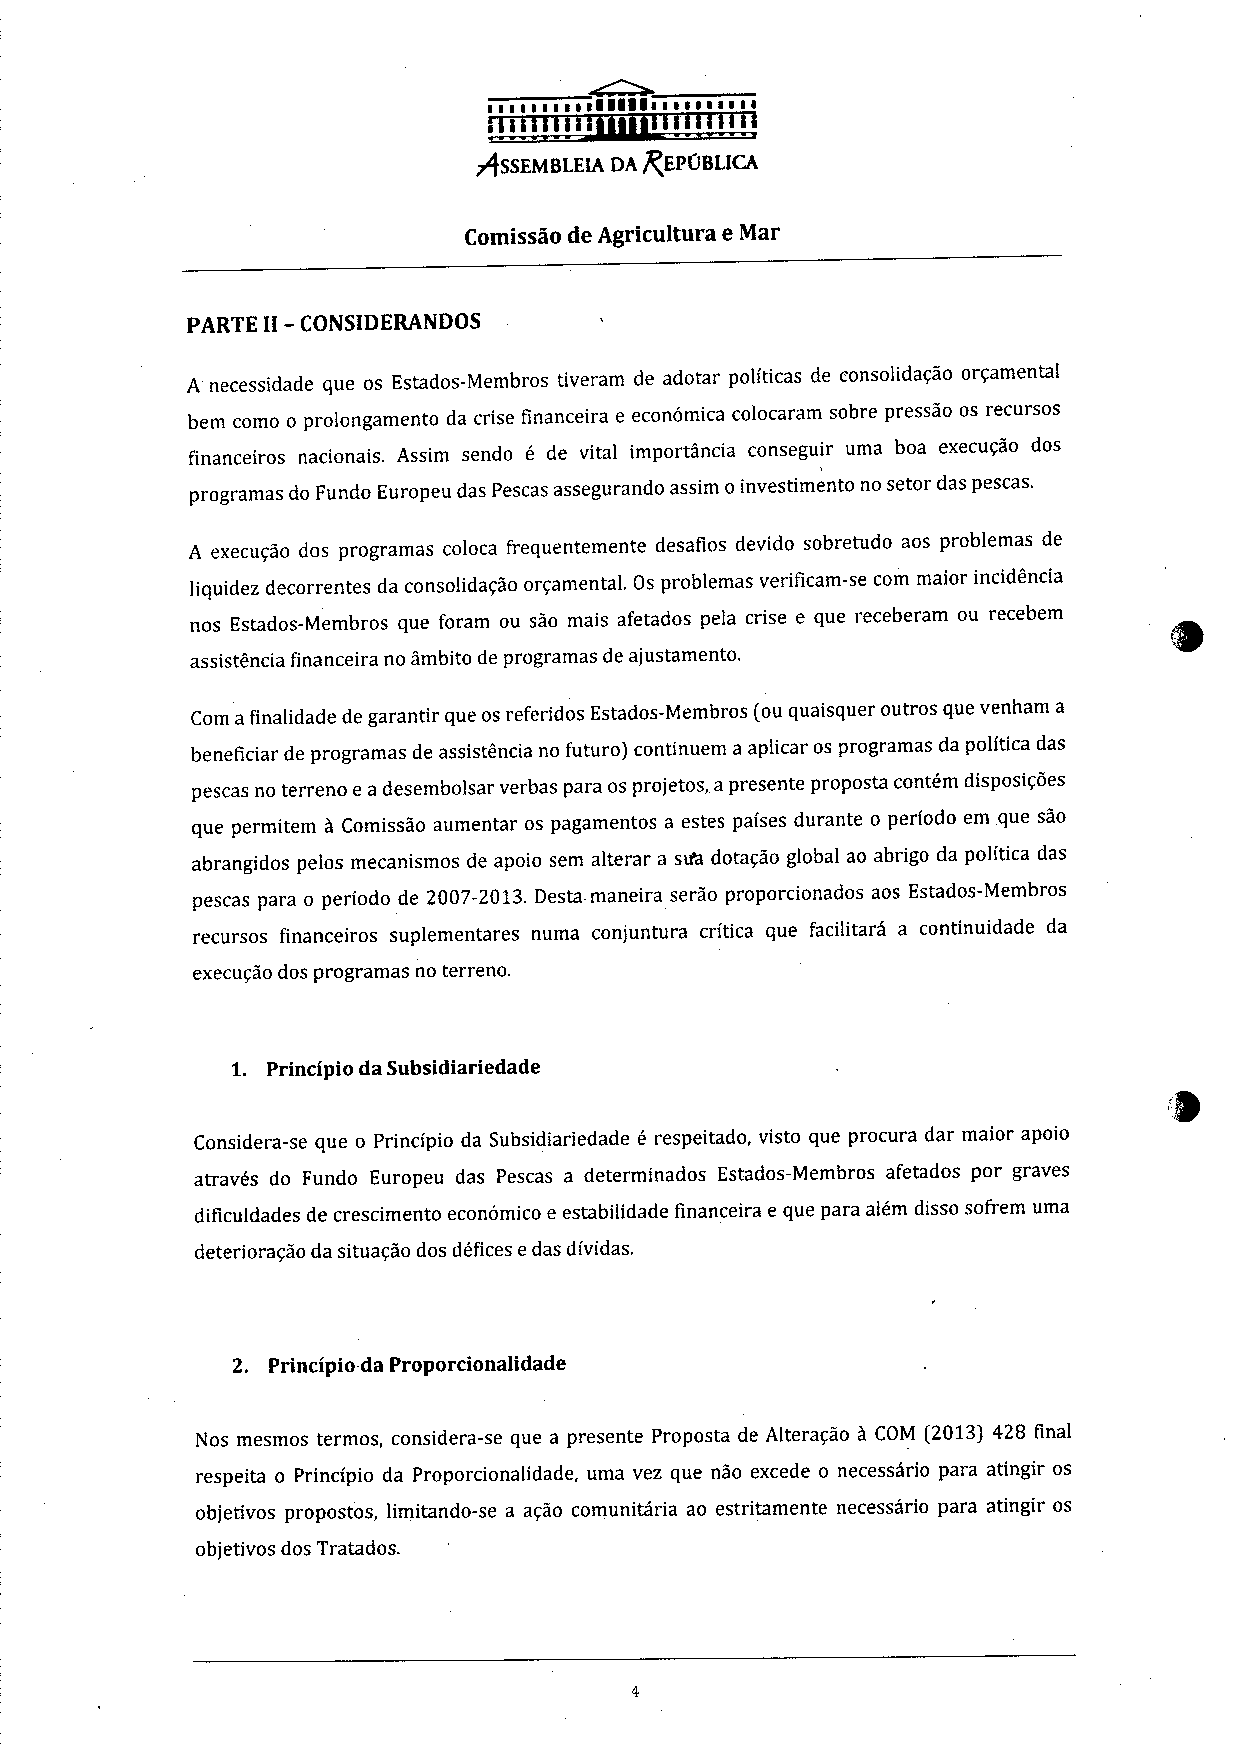 ASSEMBLEIA DA REPÚBLICA
Comissão de Agricultura e Mar
PARTE II – CONSIDERANDOS
A necessidade que os Estados-Membros tiveram de adotar políticas de consolidação orçamental
bem como o prolongamento da crise financeira e económica colocaram sobre pressão os recursos
financeiros nacionais. Assim sendo é de vital importância conseguir uma boa execução dos
programas do Fundo Europeu das Pescas assegurando assim o investimento no setor das pescas.
A execução dos programas coloca frequentemente desafios devido sobretudo aos problemas de
liquidez decorrentes da consolidação orçamental. Os problemas verificam-se com maior incidência
nos Estados-Membros que foram ou são mais afetados pela crise e que receberam ou recebem
assistência financeira no âmbito de programas de ajustamento.
Com a finalidade de garantir que os referidos Estados-Membros (ou quaisquer outros que venham a
beneficiar de programas de assistência no futuro) continuem a aplicar os programas da política das
pescas no terreno e a desembolsar verbas para os projetos, a presente proposta contém disposições
que permitem à Comissão aumentar os pagamentos a estes países durante o período em que são
abrangidos pelos mecanismos de apoio sem alterar a sua dotação global ao abrigo da política das
pescas para o período de 2007-2013. Desta maneira serão proporcionados aos Estados-Membros
recursos financeiros suplementares numa conjuntura crítica que facilitará a continuidade da
execução dos programas no terreno.
1. Princípio da Subsidiariedade
Considera-se que o Princípio da Subsidiariedade é respeitado, visto que procura dar maior apoio
através do Fundo Europeu das Pescas a determinados Estados-Membros afetados por graves
dificuldades de crescimento económico e estabilidade financeira e que para além disso sofrem uma
deterioração da situação dos défices e das dívidas.
2. Princípio da Proporcionalidade
Nos mesmos termos, considera-se que a presente Proposta de Alteração à COM (2013) 428 final
respeita o Princípio da Proporcionalidade, uma vez que não excede o necessário para atingir os
objetivos propostos, limitando-se a ação comunitária ao estritamente necessário para atingir os
objetivos dos Tratados.
4